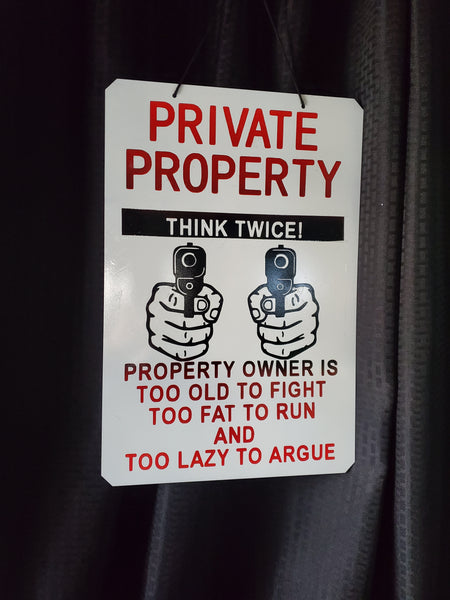 PRIVATE
PROPERTY
THINK TWICE!
PROPERTY OWNER IS
TOO OLD TO FIGHT
TOO FAT TO RUN
AND
TOO LAZY TO ARGUE